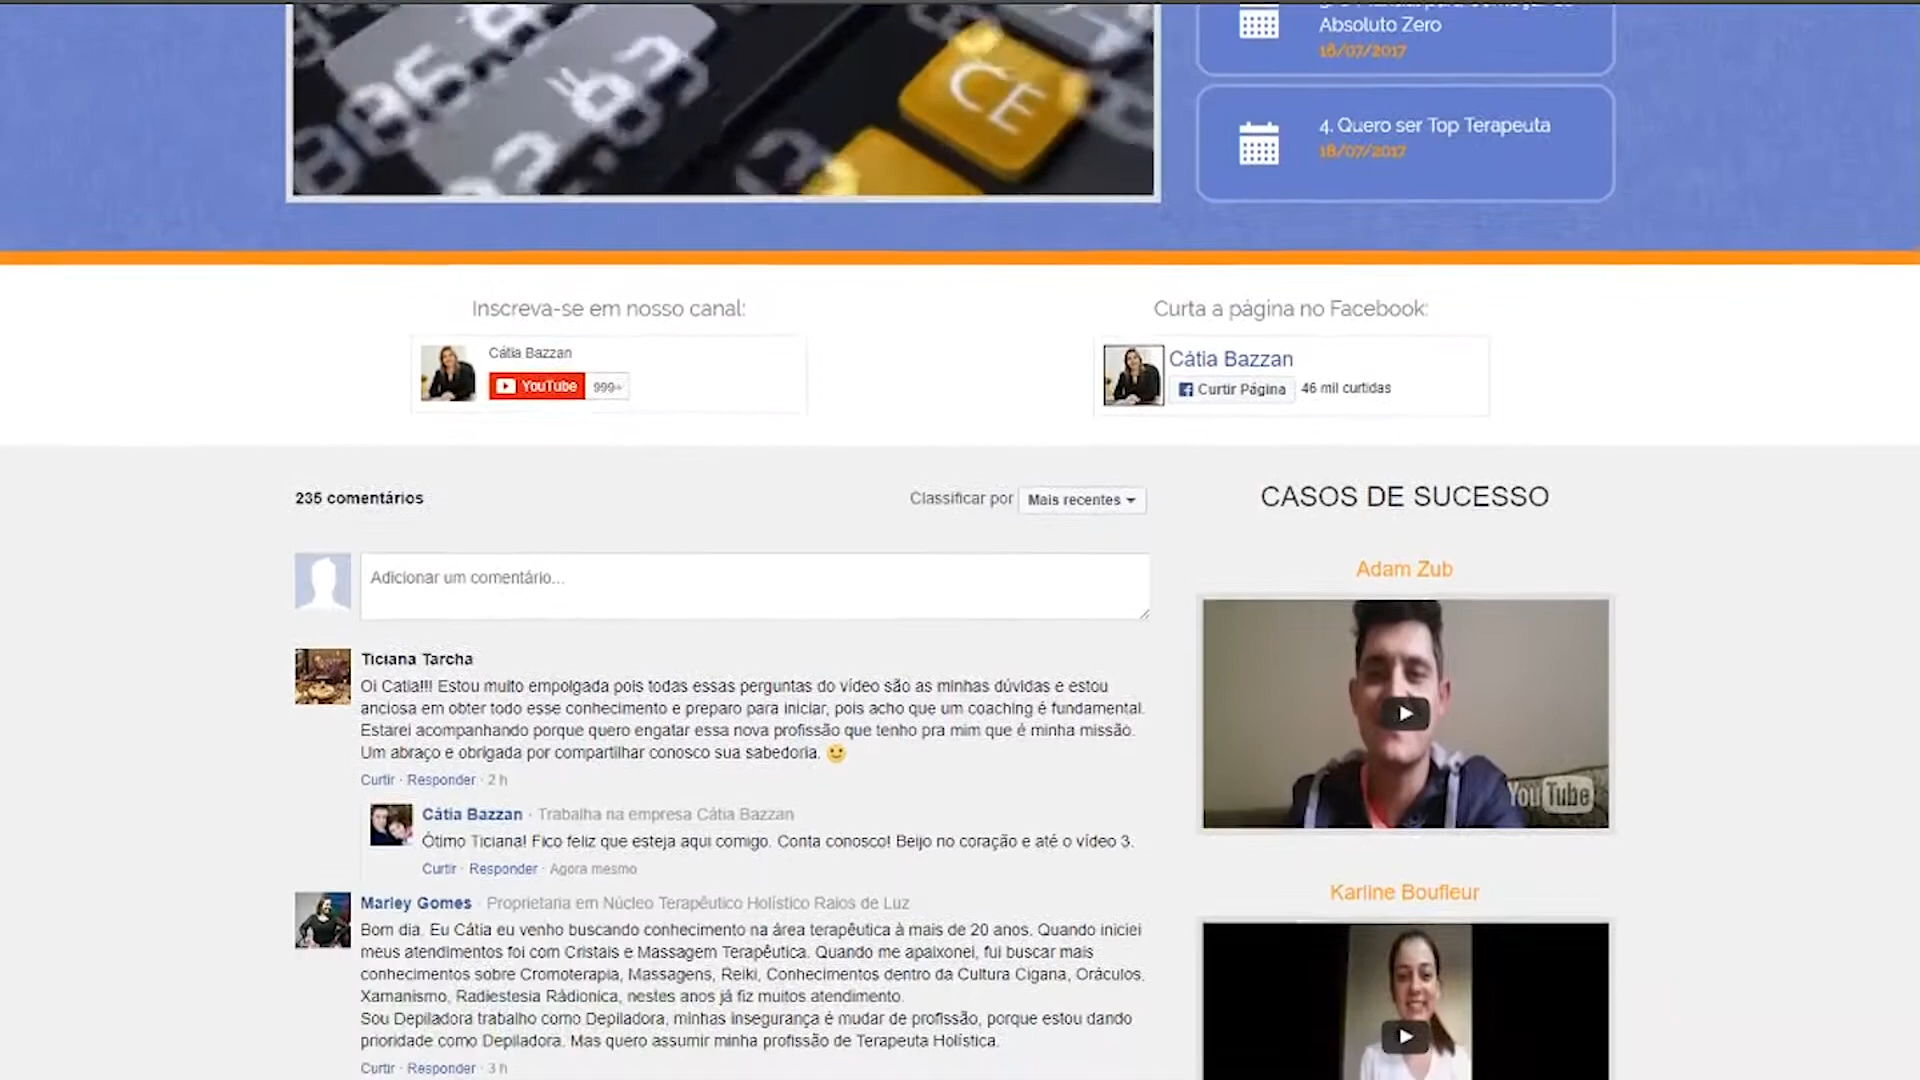 Absoluto Zero
16/07/2017
4. Quero ser Top Terapeuta
18/07/2017
CE
Inscreva-se em nosso canal:
Cátia Bazzan
YouTube 999+
Curta a página no Facebook:
Cátia Bazzan
Curtir Página 46 mil curtidas
235 comentários
Classificar por Mais recentes
Adicionar um comentário...
Ticiana Tarcha
Oi Catia!!! Estou muito empolgada pois todas essas perguntas do vídeo são as minhas dúvidas e estou
anciosa em obter todo esse conhecimento e preparo para iniciar, pois acho que um coaching é fundamental.
Estarei acompanhando porque quero engatar essa nova profissão que tenho pra mim que é minha missão.
Um abraço e obrigada por compartilhar conosco sua sabedoria.
Curtir · Responder · 2 h
Cátia Bazzan · Trabalha na empresa Cátia Bazzan
Ótimo Ticiana! Fico feliz que esteja aqui comigo. Conta conosco! Beijo no coração e até o vídeo 3.
Curtir · Responder · Agora mesmo
Marley Gomes · Proprietaria em Núcleo Terapêutico Holístico Raios de Luz
Bom dia. Eu Cátia eu venho buscando conhecimento na área terapêutica à mais de 20 anos. Quando iniciei
meus atendimentos foi com Cristais e Massagem Terapêutica. Quando me apaixonei, fui buscar mais
conhecimentos sobre Cromoterapia, Massagens, Reiki, Conhecimentos dentro da Cultura Cigana, Oráculos,
Xamanismo, Radiestesia Rádionica, nestes anos já fiz muitos atendimento.
Sou Depiladora trabalho como Depiladora, minhas insegurança é mudar de profissão, porque estou dando
prioridade como Depiladora. Mas quero assumir minha profissão de Terapeuta Holística.
Curtir · Responder · 3 h
CASOS DE SUCESSO
Adam Zub
YouTube
Karline Boufleur